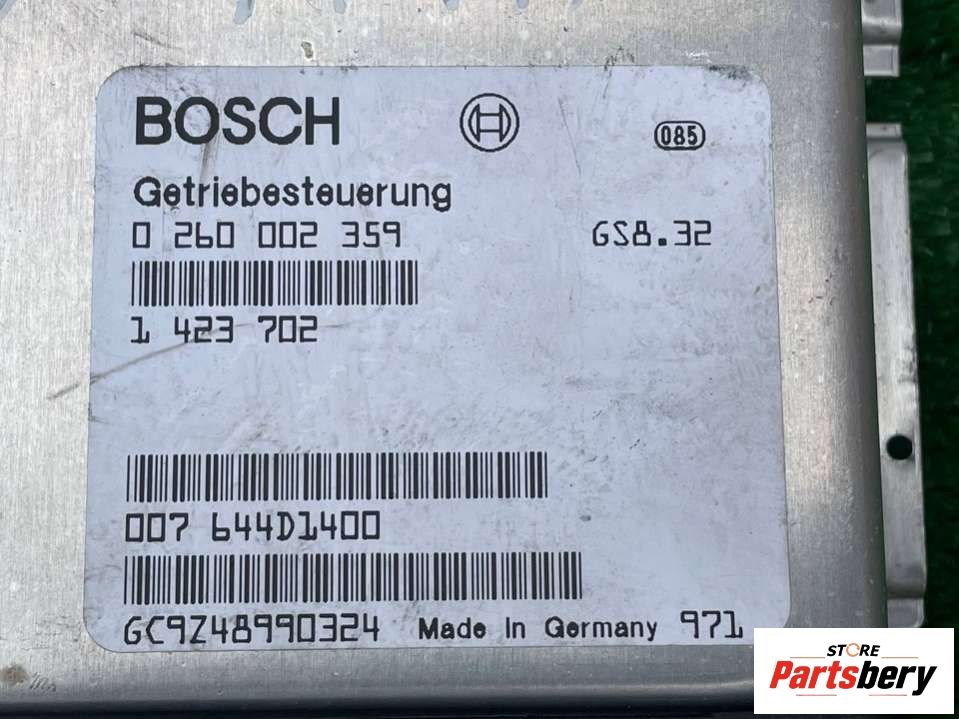 BOSCH
085
Getriebesteuerung
0 260 002 359 GS8.32
1 423 702
007 644D1400
GC9Z48990324 Made In Germany 971
STORE
Partsbery